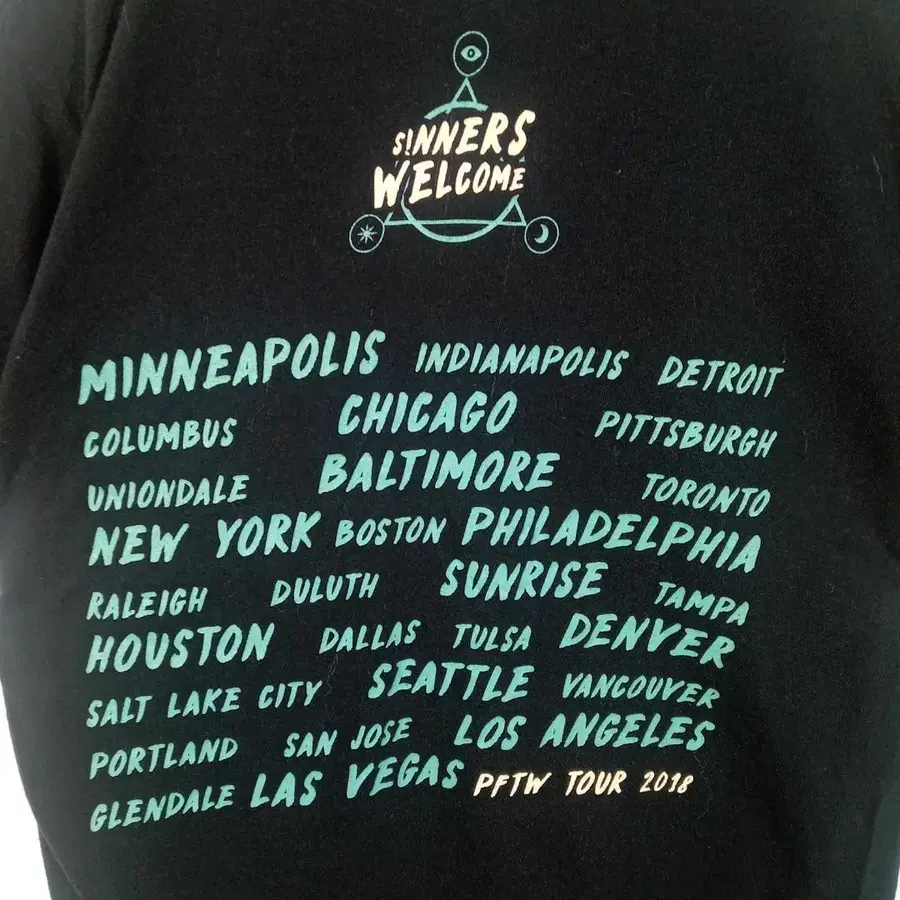 S!NNERS
WELCOME
MINNEAPOLIS INDIANAPOLIS DETROIT
COLUMBUS CHICAGO PITTSBURGH
UNIONDALE BALTIMORE TORONTO
NEW YORK BOSTON PHILADELPHIA
RALEIGH DULUTH SUNRISE TAMPA
HOUSTON DALLAS TULSA DENVER
SALT LAKE CITY SEATTLE VANCOUVER
PORTLAND SAN JOSE LOS ANGELES
GLENDALE LAS VEGAS PFTW TOUR 2018